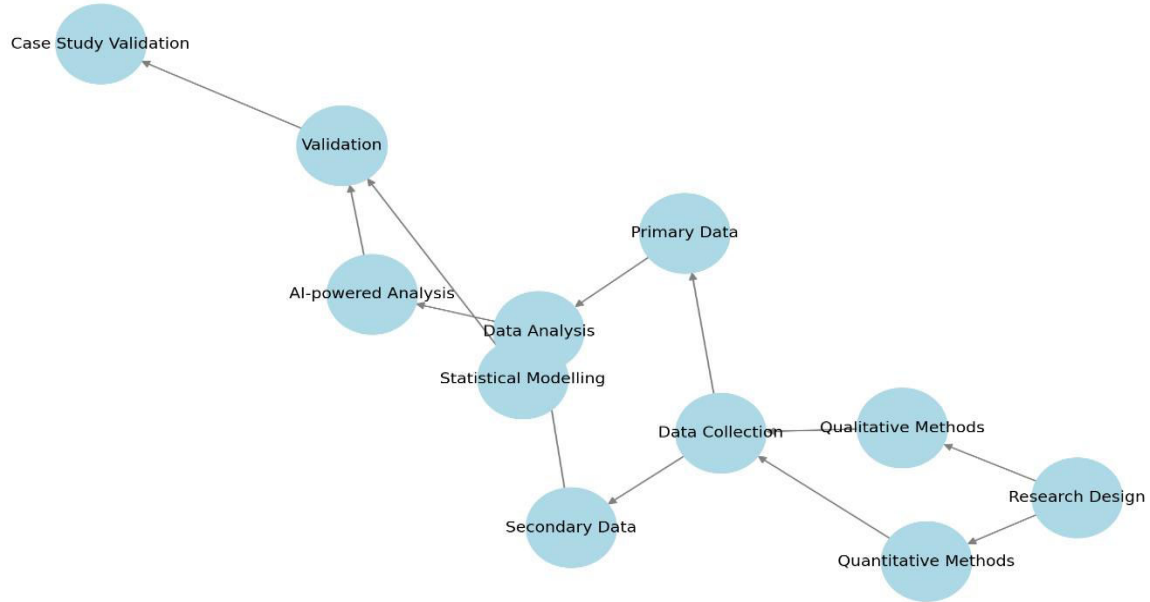 Case Study Validation
Validation
Primary Data
AI-powered Analysis
Data Analysis
Statistical Modelling
Data Collection
Qualitative Methods
Research Design
Secondary Data
Quantitative Methods